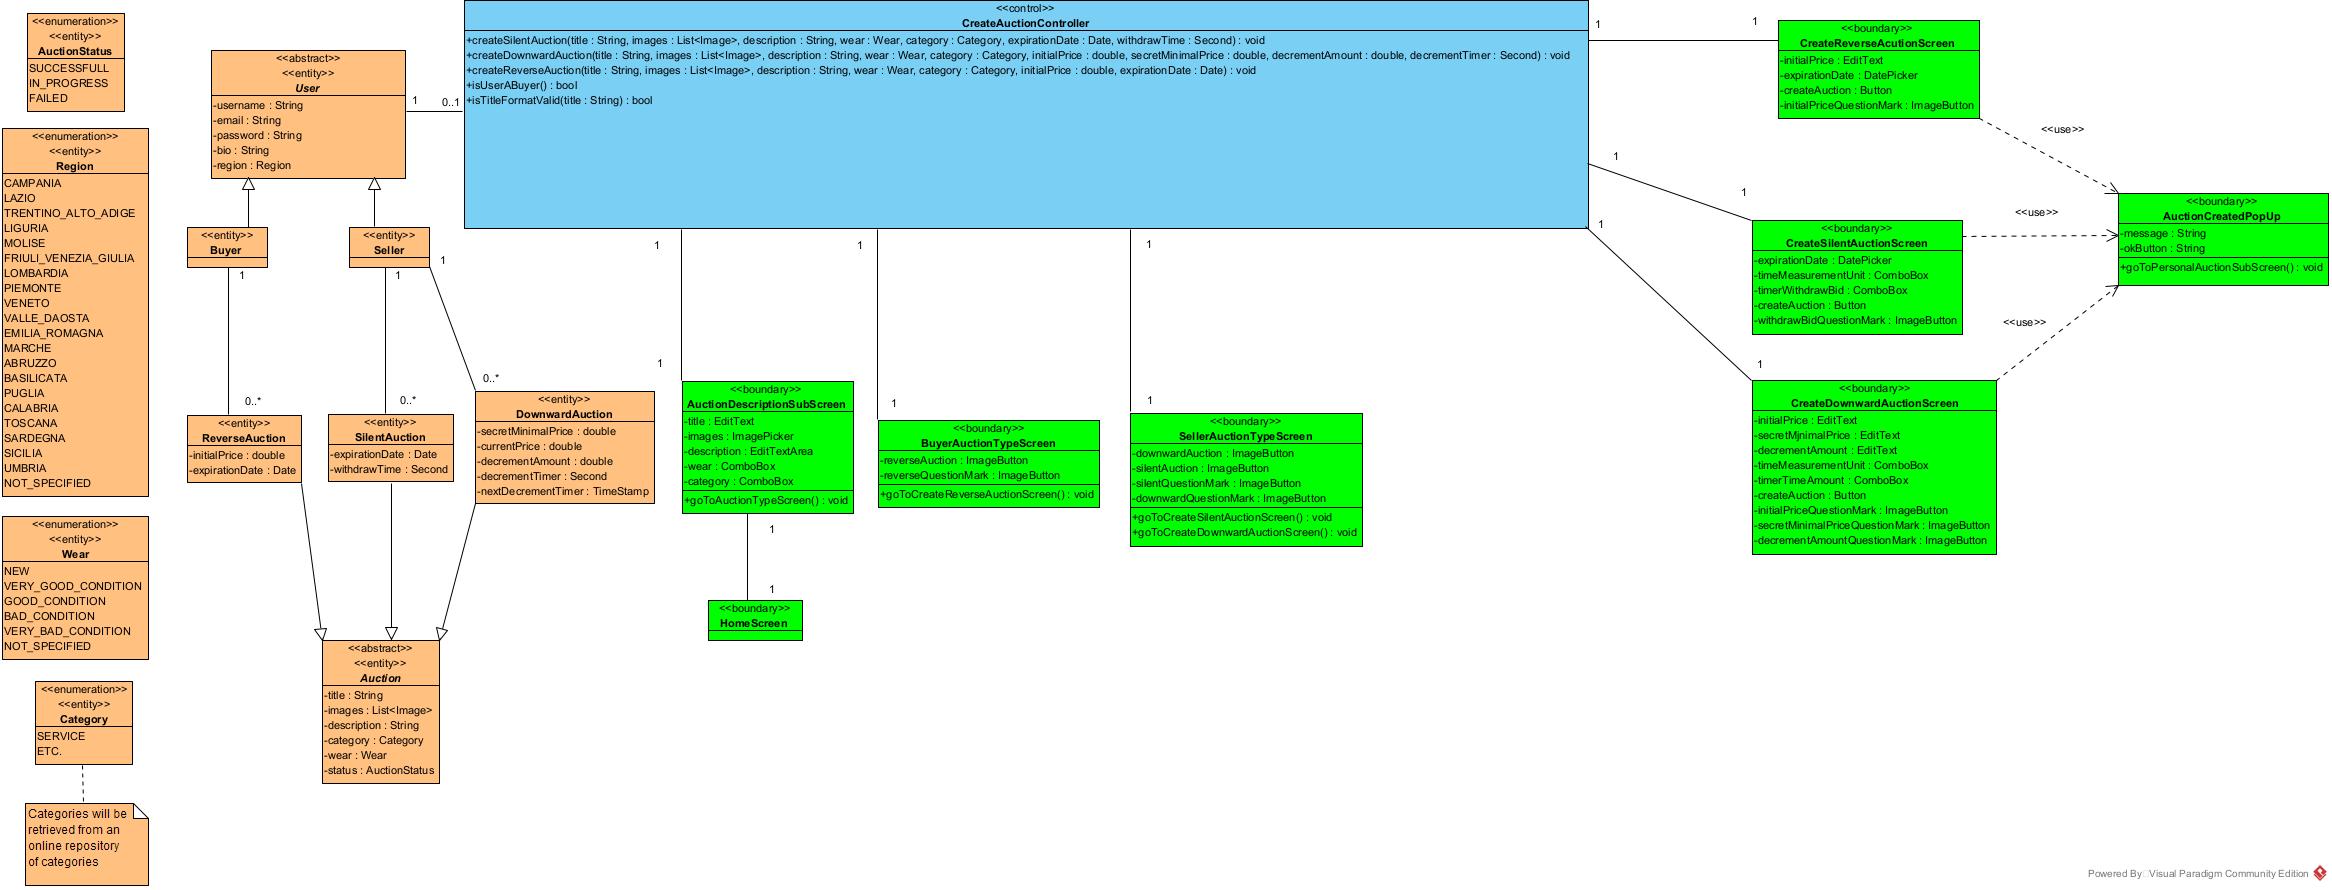 <<enumeration>>
<<entity>>
AuctionStatus
SUCCESSFULL
IN_PROGRESS
FAILED
<<enumeration>>
<<entity>>
Region
CAMPANIA
LAZIO
TRENTINO_ALTO_ADIGE
LIGURIA
MOLISE
FRIULI_VENEZIA_GIULIA
LOMBARDIA
PIEMONTE
VENETO
VALLE_DAOSTA
EMILIA_ROMAGNA
MARCHE
ABRUZZO
BASILICATA
PUGLIA
CALABRIA
TOSCANA
SARDEGNA
SICILIA
UMBRIA
NOT_SPECIFIED
<<enumeration>>
<<entity>>
Wear
NEW
VERY_GOOD_CONDITION
GOOD_CONDITION
BAD_CONDITION
VERY_BAD_CONDITION
NOT_SPECIFIED
<<enumeration>>
<<entity>>
Category
SERVICE
ETC.
Categories will be
retrieved from an
online repository
of categories
<<abstract>>
<<entity>>
User
-username : String
-email : String
-password : String
-bio : String
-region : Region
1
0..1
<<entity>>
Buyer
1
<<entity>>
Seller
1
1
0..*
0..*
0..*
<<entity>>
ReverseAuction
-initialPrice : double
-expirationDate : Date
<<entity>>
SilentAuction
-expirationDate : Date
-withdrawTime : Second
<<entity>>
DownwardAuction
-secretMinimalPrice : double
-currentPrice : double
-decrementAmount : double
-decrementTimer : Second
-nextDecrementTimer : TimeStamp
<<abstract>>
<<entity>>
Auction
-title : String
-images : List<Image>
-description : String
-category : Category
-wear : Wear
-status : AuctionStatus
<<control>>
CreateAuctionController
+createSilentAuction(title : String, images : List<Image>, description : String, wear : Wear, category : Category, expirationDate : Date, withdrawTime : Second) : void
+createDownwardAuction(title : String, images : List<Image>, description : String, wear : Wear, category : Category, initialPrice : double, secretMinimalPrice : double, decrementAmount : double, decrementTimer : Second) : void
+createReverseAuction(title : String, images : List<Image>, description : String, wear : Wear, category : Category, initialPrice : double, expirationDate : Date) : void
+isUserABuyer() : bool
+isTitleFormatValid(title : String) : bool
1
1
1
1
1
1
<<boundary>>
AuctionDescriptionSubScreen
-title : EditText
-images : ImagePicker
-description : EditTextArea
-wear : ComboBox
-category : ComboBox
+goToAuctionTypeScreen() : void
1
1
<<boundary>>
HomeScreen
<<boundary>>
BuyerAuctionTypeScreen
-reverseAuction : ImageButton
-reverseQuestionMark : ImageButton
+goToCreateReverseAuctionScreen() : void
<<boundary>>
SellerAuctionTypeScreen
-downwardAuction : ImageButton
-silentAuction : ImageButton
-silentQuestionMark : ImageButton
-downwardQuestionMark : ImageButton
+goToCreateSilentAuctionScreen() : void
+goToCreateDownwardAuctionScreen() : void
1
1
<<boundary>>
CreateReverseAcutionScreen
-initialPrice : EditText
-expirationDate : DatePicker
-createAuction : Button
-initialPriceQuestionMark : ImageButton
<<use>>
1
1
<<boundary>>
CreateSilentAuctionScreen
-expirationDate : DatePicker
-timeMeasurementUnit : ComboBox
-timerWithdrawBid : ComboBox
-createAuction : Button
-withdrawBidQuestionMark : ImageButton
<<use>>
<<boundary>>
AuctionCreatedPopUp
-message : String
-okButton : String
+goToPersonalAuctionSubScreen() : void
1
1
<<use>>
<<boundary>>
CreateDownwardAuctionScreen
-initialPrice : EditText
-secretMinimalPrice : EditText
-decrementAmount : EditText
-timeMeasurementUnit : ComboBox
-timerTimeAmount : ComboBox
-createAuction : Button
-initialPriceQuestionMark : ImageButton
-secretMinimalPriceQuestionMark : ImageButton
-decrementAmountQuestionMark : ImageButton
Powered By Visual Paradigm Community Edition